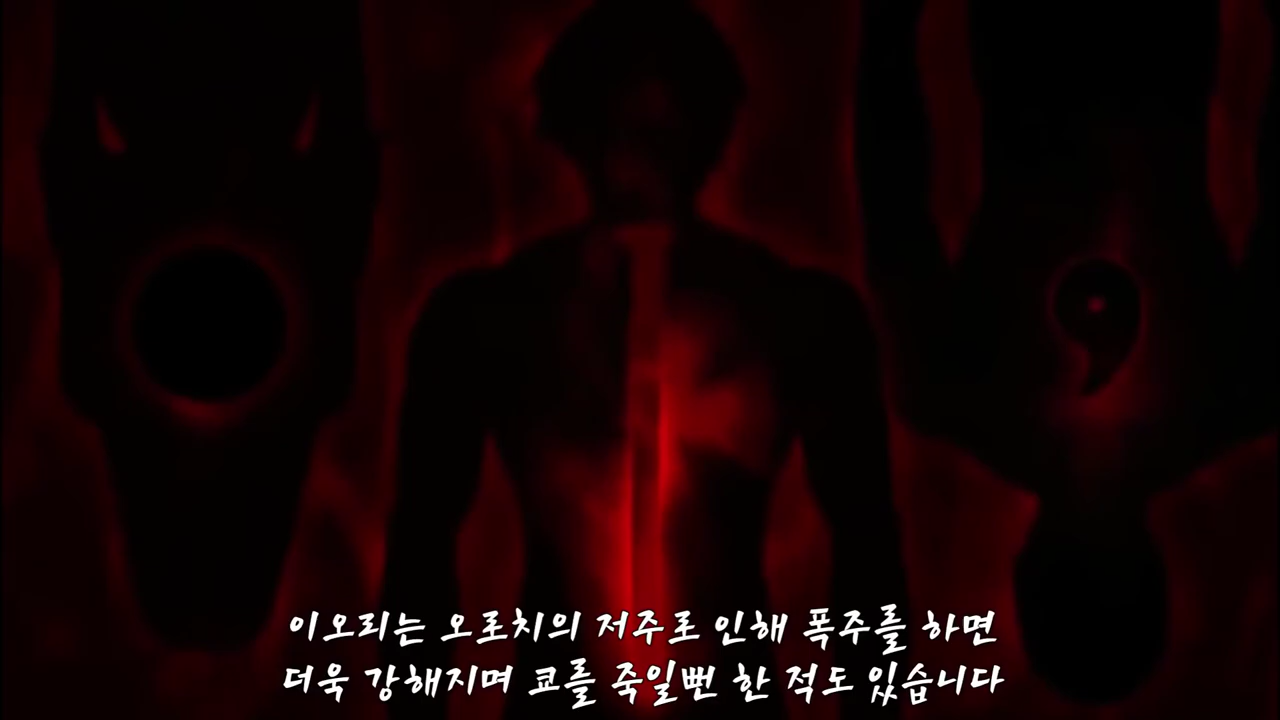 이오리는 오로치의 저주로 인해 폭주를 하면
더욱 강해지며 쿄를 죽일뻔 한 적도 있습니다